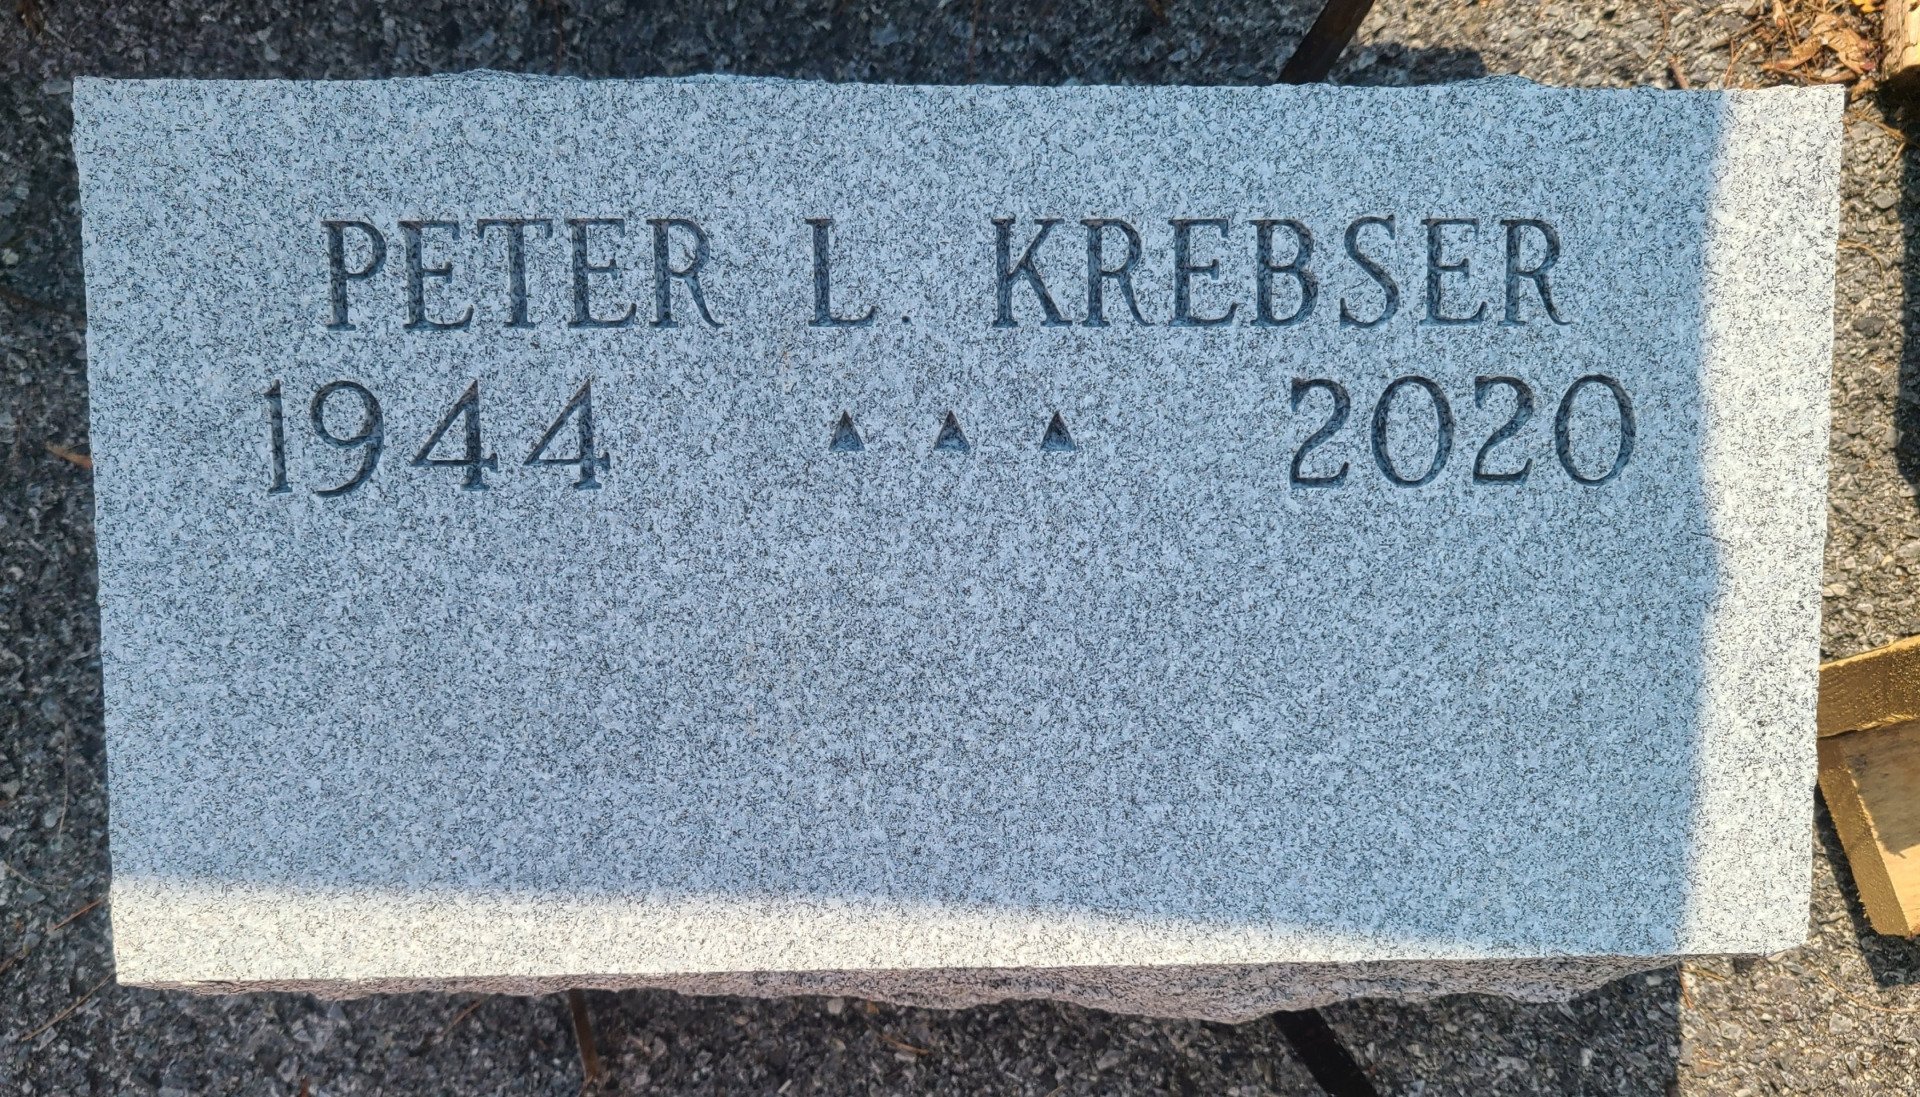 PETER L. KREBSER
1944 ▲ ▲ ▲ 2020